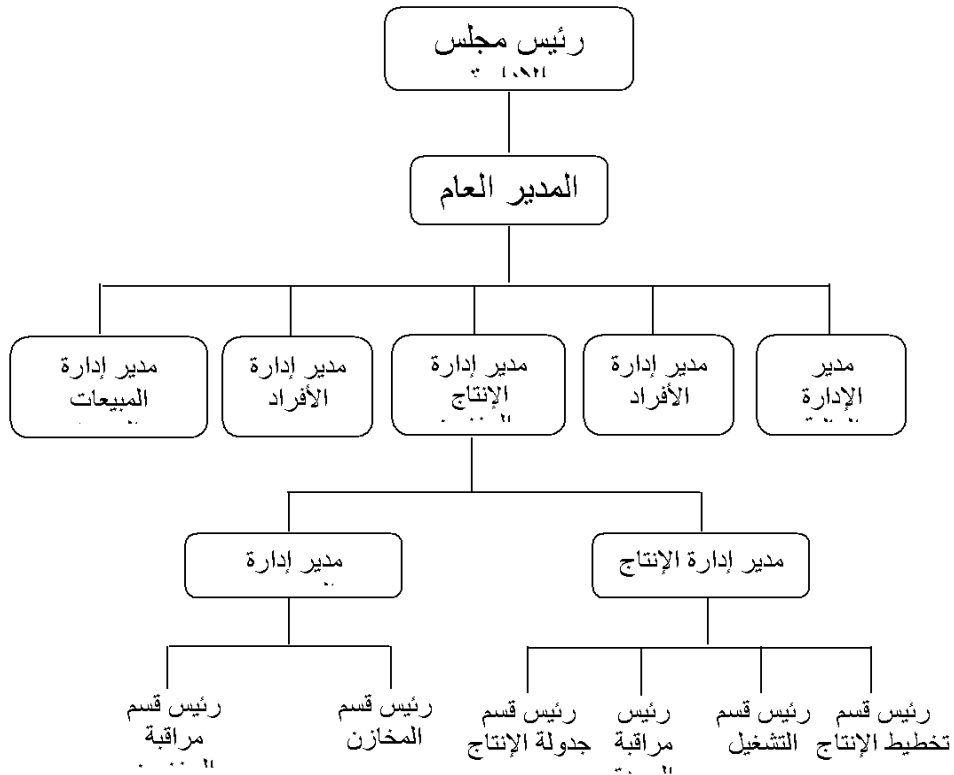 رئيس مجلس
المدير العام
مدير
الإدارة
مدير إدارة
الأفراد
مدير إدارة
الإنتاج
مدير إدارة
الأفراد
مدير إدارة
المبيعات
مدير إدارة الإنتاج
مدير إدارة
رئيس قسم
تخطيط الإنتاج
رئيس قسم
التشغيل
رئيس
مراقبة
رئيس قسم
جدولة الإنتاج
رئيس قسم
المخازن
رئيس قسم
مراقبة